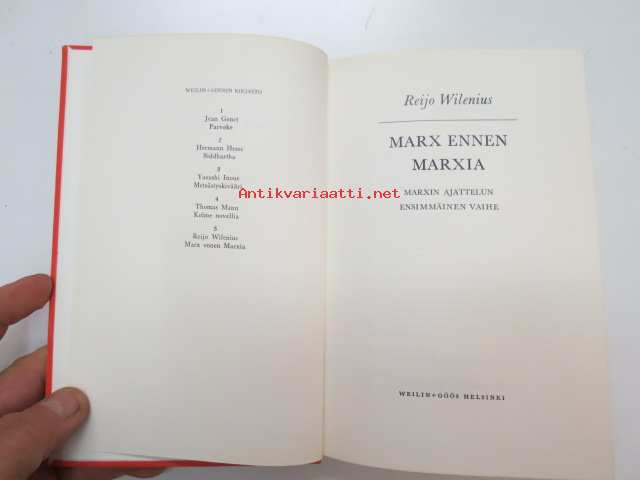 WEILIN+GÖÖSIN KIRJASTO
1
Jean Genet
Parveke
2
Hermann Hesse
Siddhartha
3
Yasushi Inoue
Metsästyskivääri
4
Thomas Mann
Kolme novellia
5
Reijo Wilenius
Marx ennen Marxia
Reijo Wilenius
MARX ENNEN
MARXIA
MARXIN AJATTELUN
ENSIMMÄINEN VAIHE
WEILIN+GÖÖS HELSINKI
Antikvariaatti.net